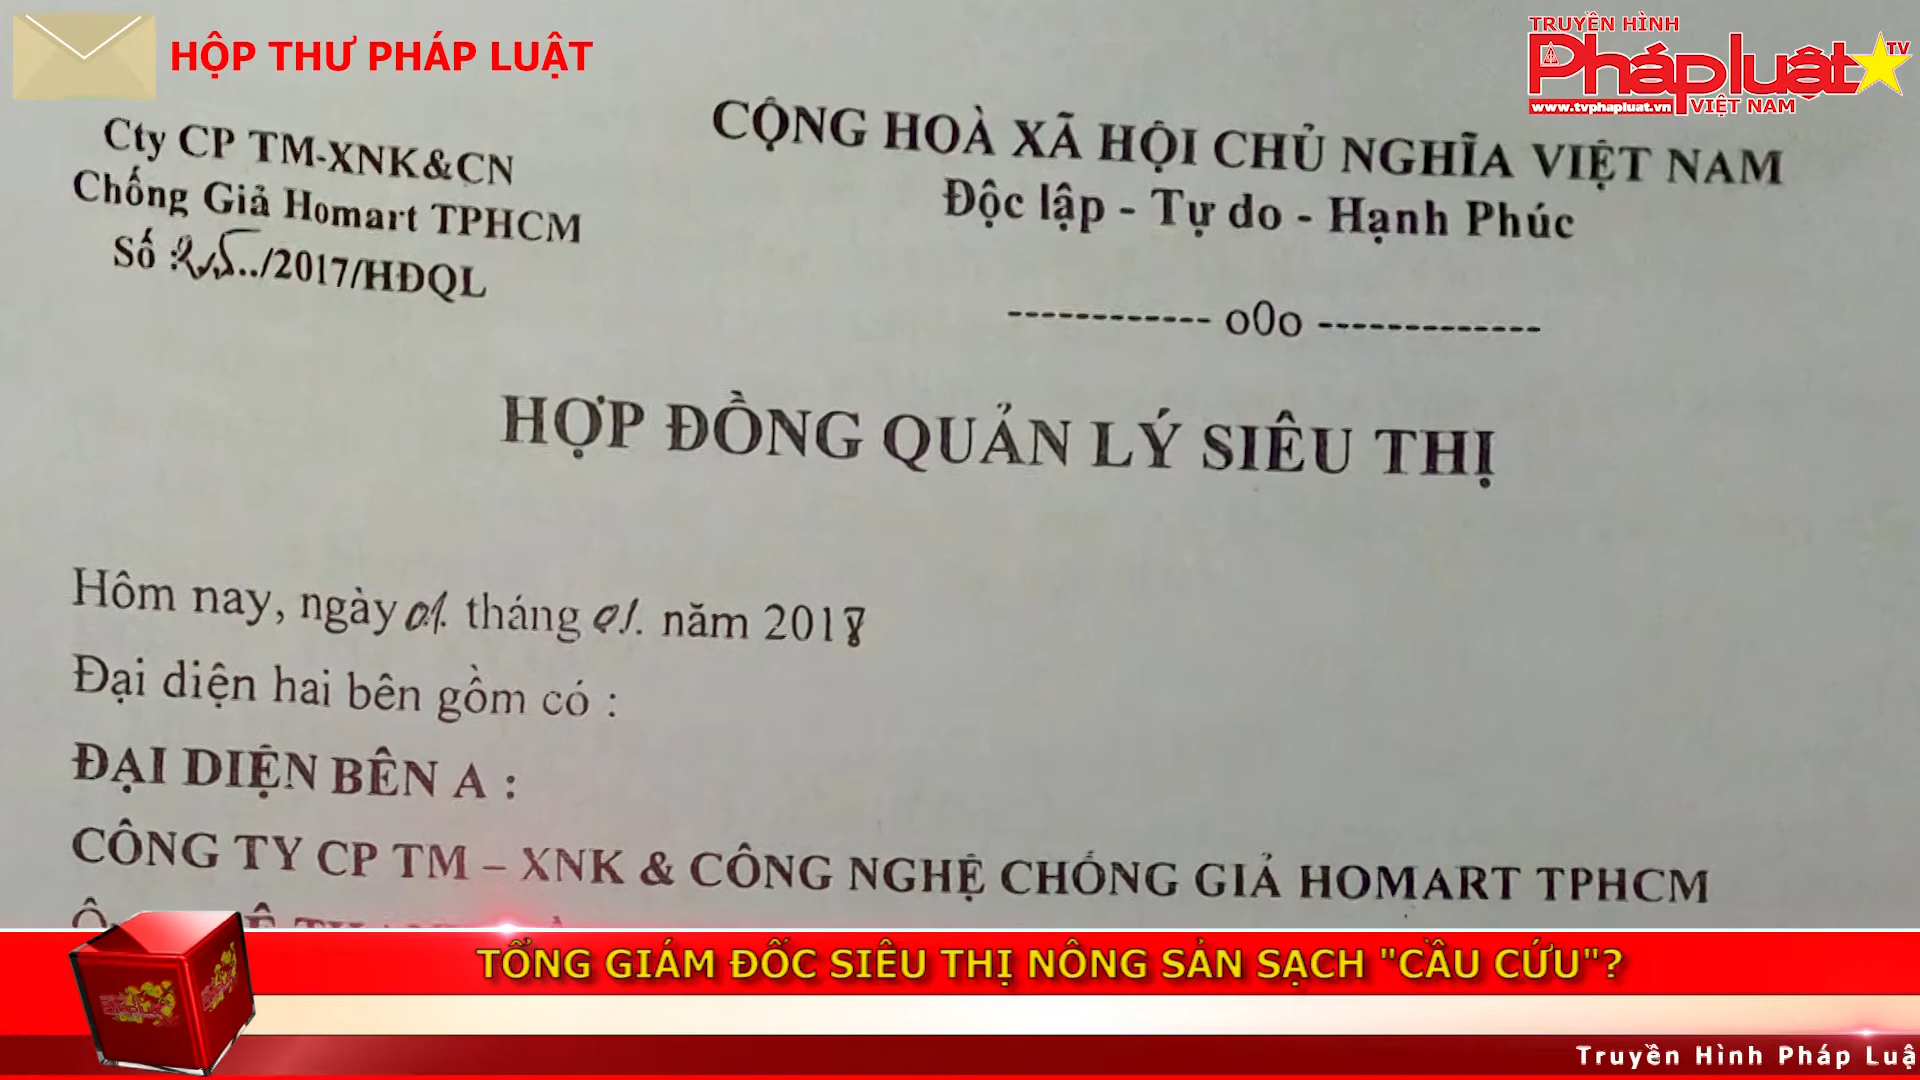 HỘP THƯ PHÁP LUẬT
TRUYỀN HÌNH
Pháp luật TV
www.tvphapluat.vn VIỆT NAM
Cty CP TM-XNK&CN
Chống Giả Homart TPHCM
Số :.../2017/HĐQL
CỘNG HOÀ XÃ HỘI CHỦ NGHĨA VIỆT NAM
Độc lập - Tự do - Hạnh Phúc
------------ o0o -------------
HỢP ĐỒNG QUẢN LÝ SIÊU THỊ
Hôm nay, ngày 01. tháng 01. năm 2018
Đại diện hai bên gồm có :
ĐẠI DIỆN BÊN A :
CÔNG TY CP TM – XNK & CÔNG NGHỆ CHỐNG GIẢ HOMART TPHCM
TỔNG GIÁM ĐỐC SIÊU THỊ NÔNG SẢN SẠCH "CẦU CỨU"?
Truyền Hình Pháp Luậ